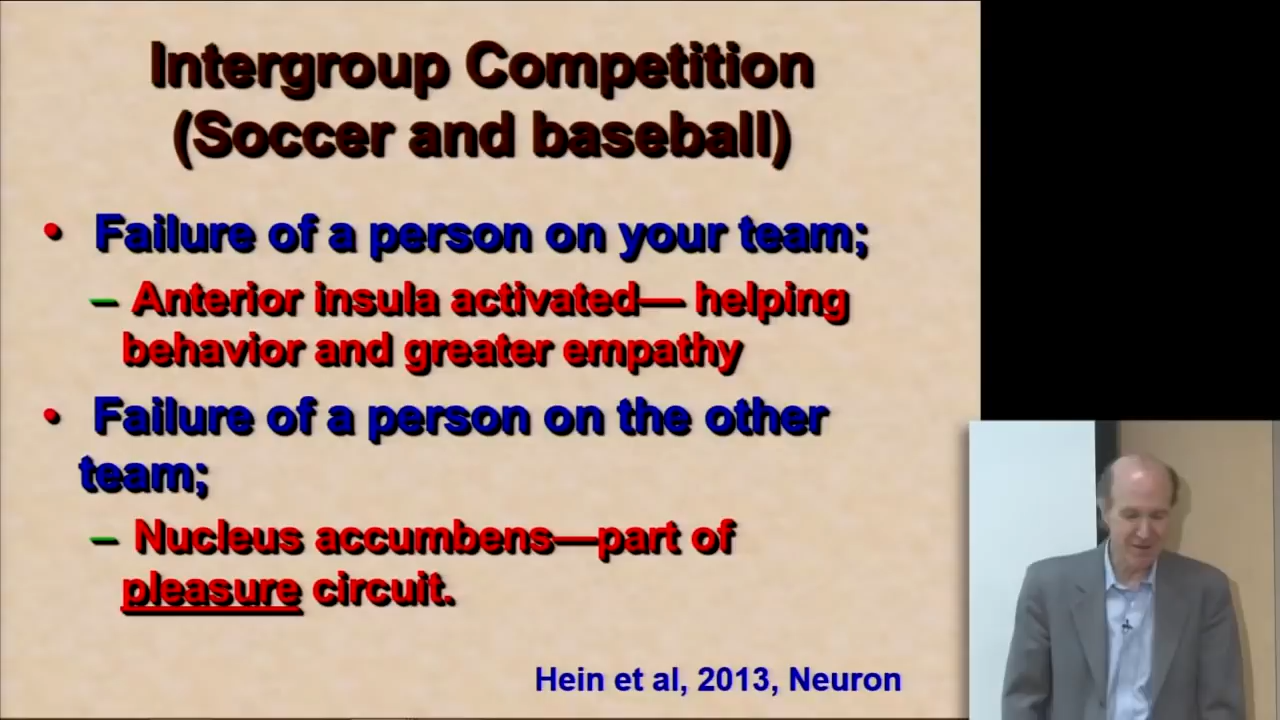 Intergroup Competition
(Soccer and baseball)
• Failure of a person on your team;
– Anterior insula activated— helping
behavior and greater empathy
• Failure of a person on the other
team;
– Nucleus accumbens—part of
pleasure circuit.
Hein et al, 2013, Neuron